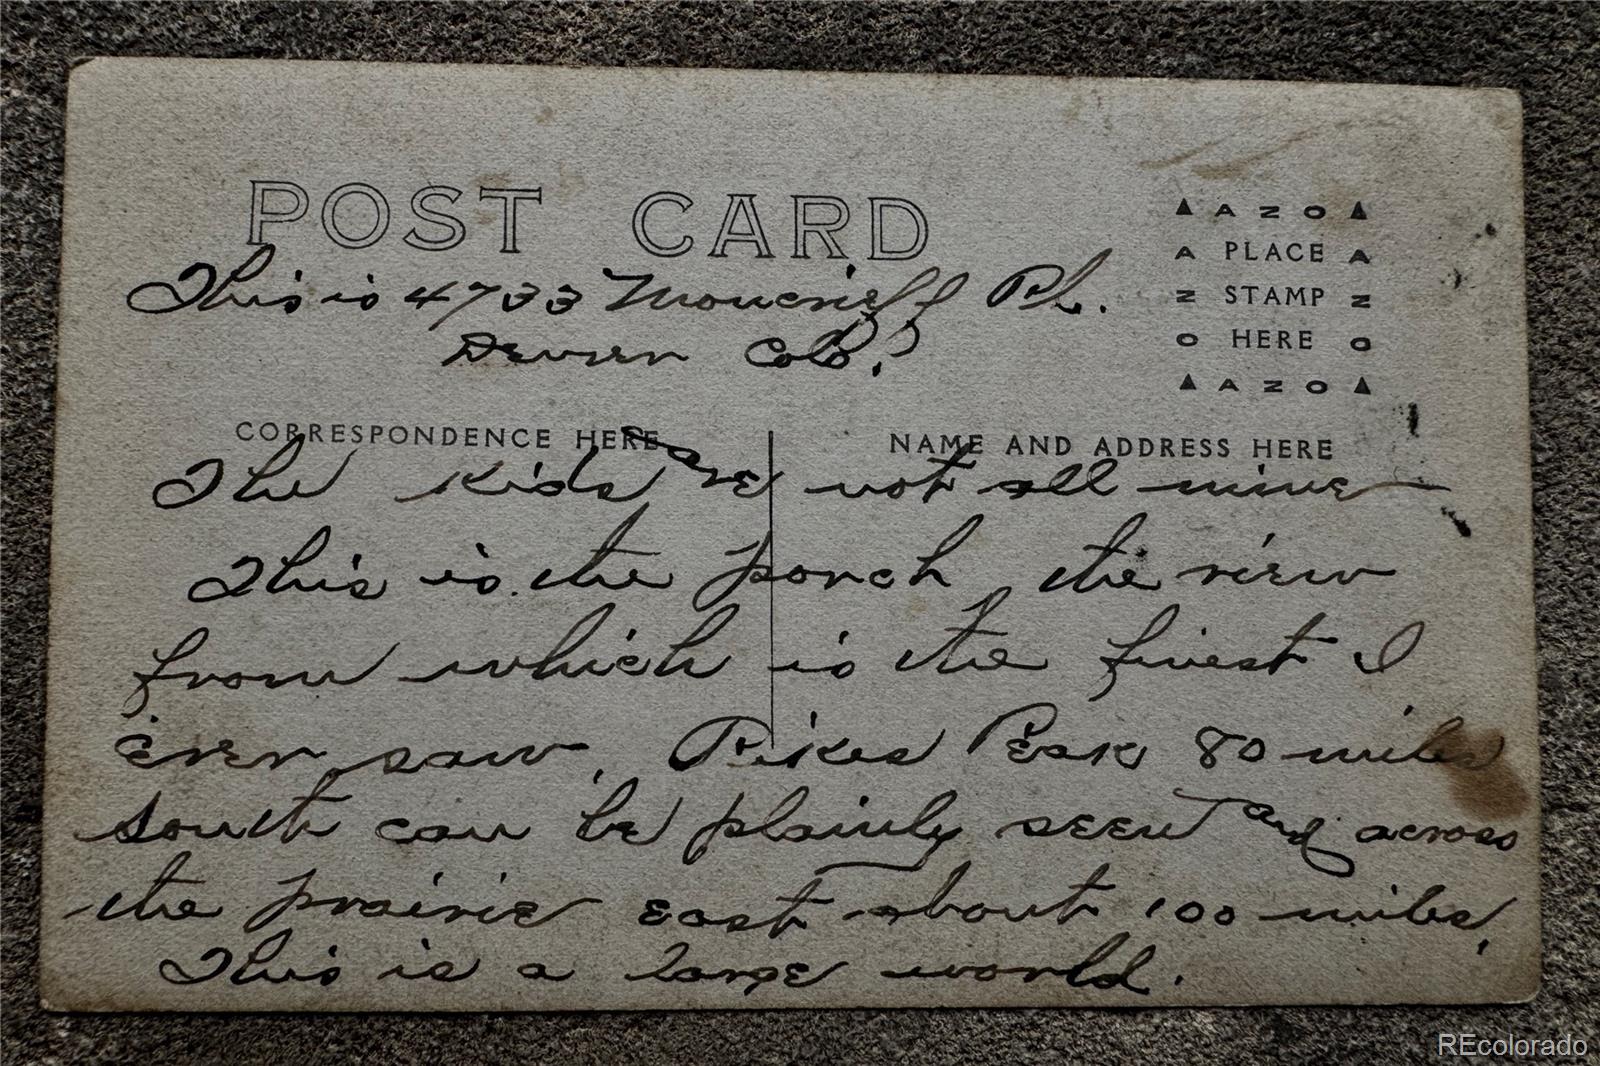 POST CARD
This is 4733 Moncrieff Pl.
Denver Colo.
▲ A Z O ▲
A PLACE A
Z STAMP Z
O HERE O
▲ A Z O ▲
CORRESPONDENCE HERE
NAME AND ADDRESS HERE
The kids are not all mine
This is the porch, the view
from which is the finest I
ever saw. Pikes Peak 80 miles
south can be plainly seen and across
the prairie east about 100 miles.
This is a large world.
REcolorado